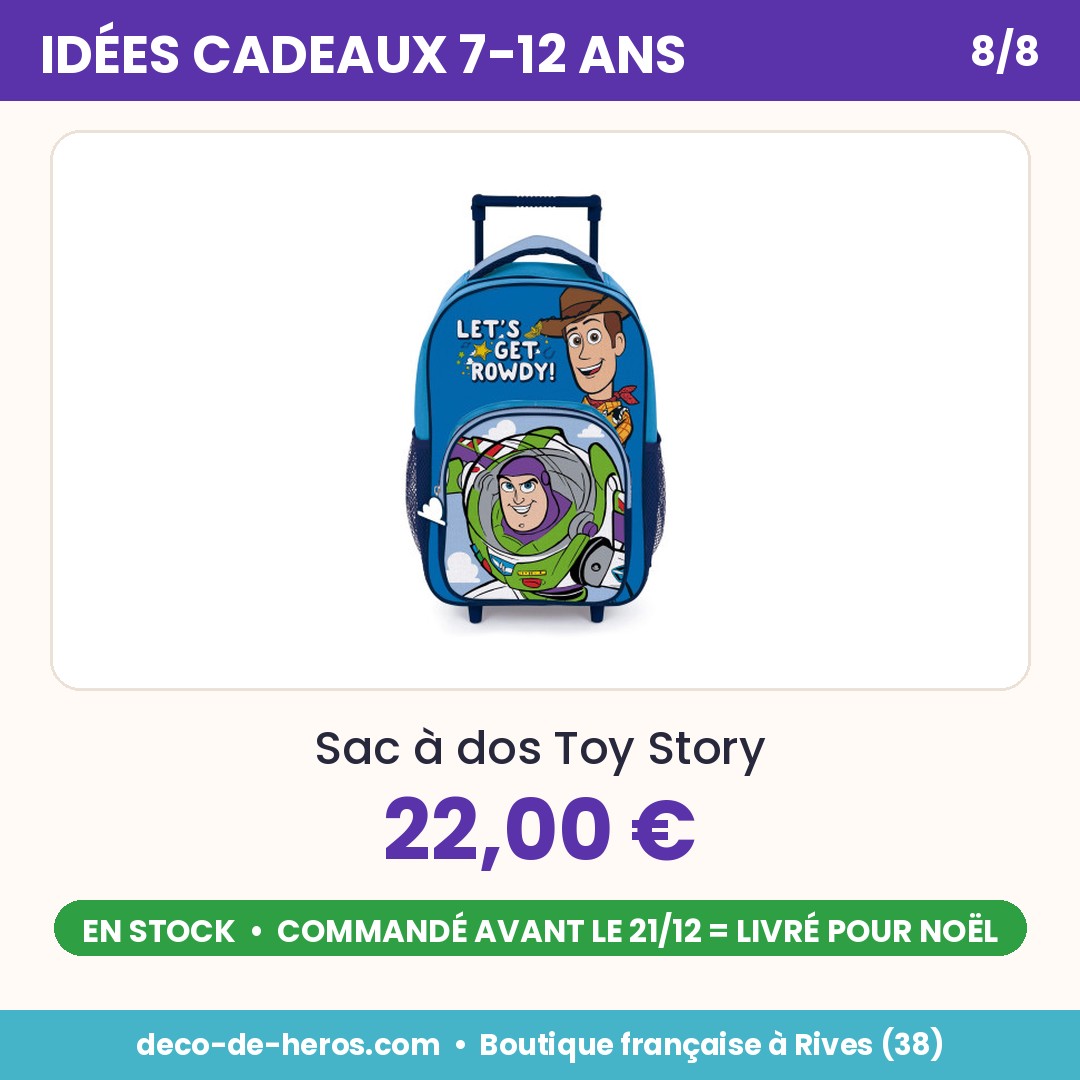 IDÉES CADEAUX 7-12 ANS
8/8
LET'S
GET
ROWDY!
Sac à dos Toy Story
22,00 €
EN STOCK • COMMANDÉ AVANT LE 21/12 = LIVRÉ POUR NOËL
deco-de-heros.com • Boutique française à Rives (38)